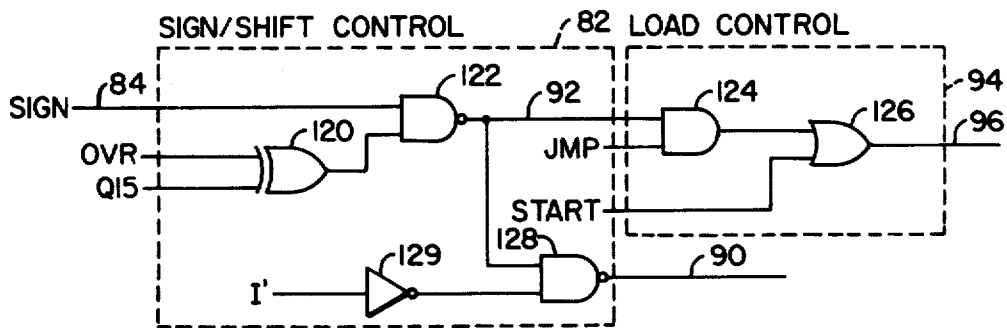 SIGN/SHIFT CONTROL
82
LOAD CONTROL
SIGN
84
122
92
124
94
120
126
96
OVR
Q15
JMP
START
128
129
90
I'